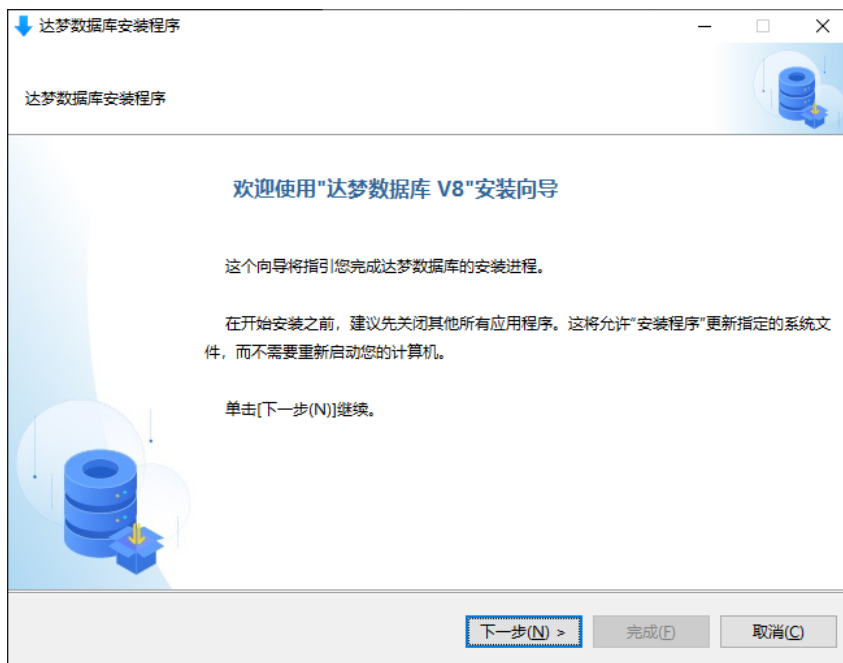 达梦数据库安装程序
达梦数据库安装程序
欢迎使用"达梦数据库 V8"安装向导
这个向导将指引您完成达梦数据库的安装进程。
在开始安装之前，建议先关闭其他所有应用程序。这将允许“安装程序”更新指定的系统文
件，而不需要重新启动您的计算机。
单击[下一步(N)]继续。
下一步(N) >
完成(F)
取消(C)